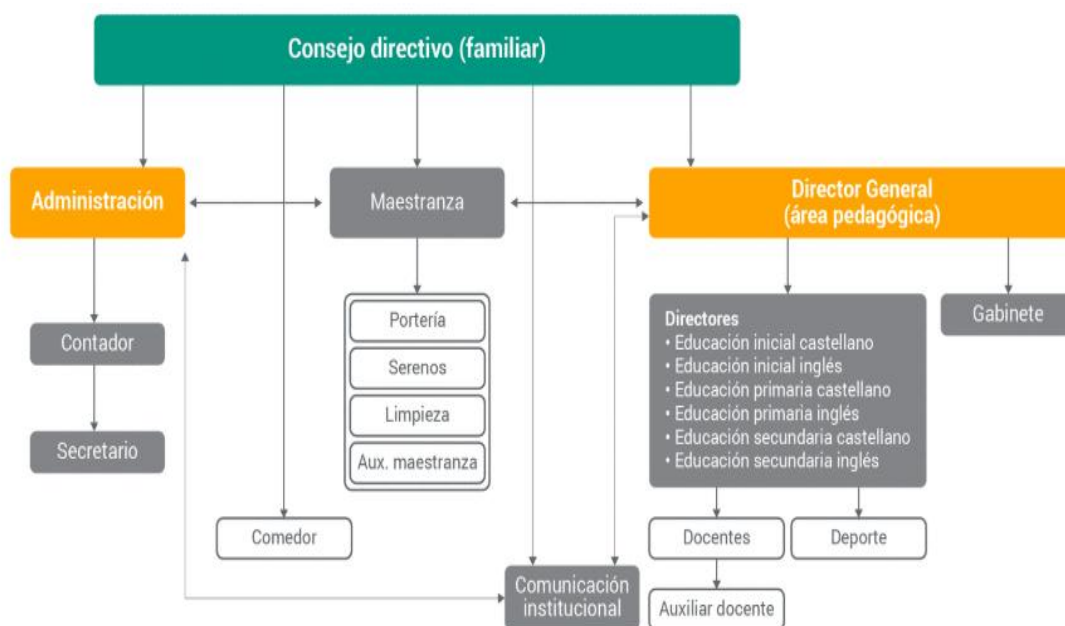 Consejo directivo (familiar)
Administración
Maestranza
Director General
(área pedagógica)
Contador
Secretario
Portería
Serenos
Limpieza
Aux. maestranza
Directores
• Educación inicial castellano
• Educación inicial inglés
• Educación primaria castellano
• Educación primaria inglés
• Educación secundaria castellano
• Educación secundaria inglés
Gabinete
Comedor
Docentes
Deporte
Comunicación
institucional
Auxiliar docente